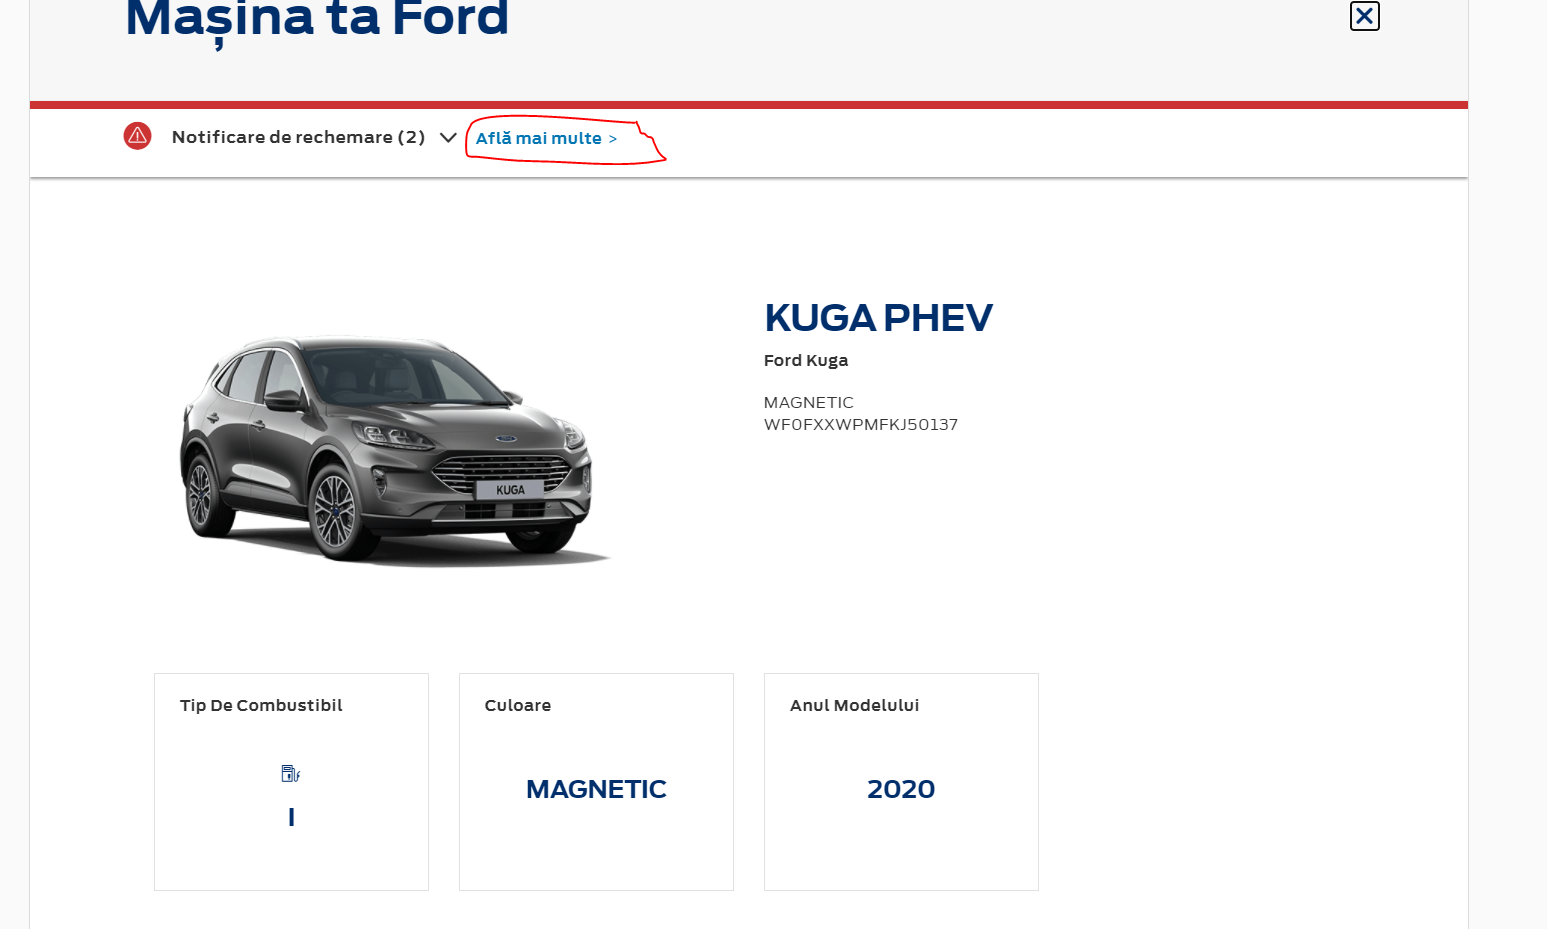 Mașina ta Ford
Notificare de rechemare (2)
Află mai multe >
KUGA PHEV
Ford Kuga
MAGNETIC
WF0FXXWPMFKJ50137
KUGA
Tip De Combustibil
I
Culoare
MAGNETIC
Anul Modelului
2020